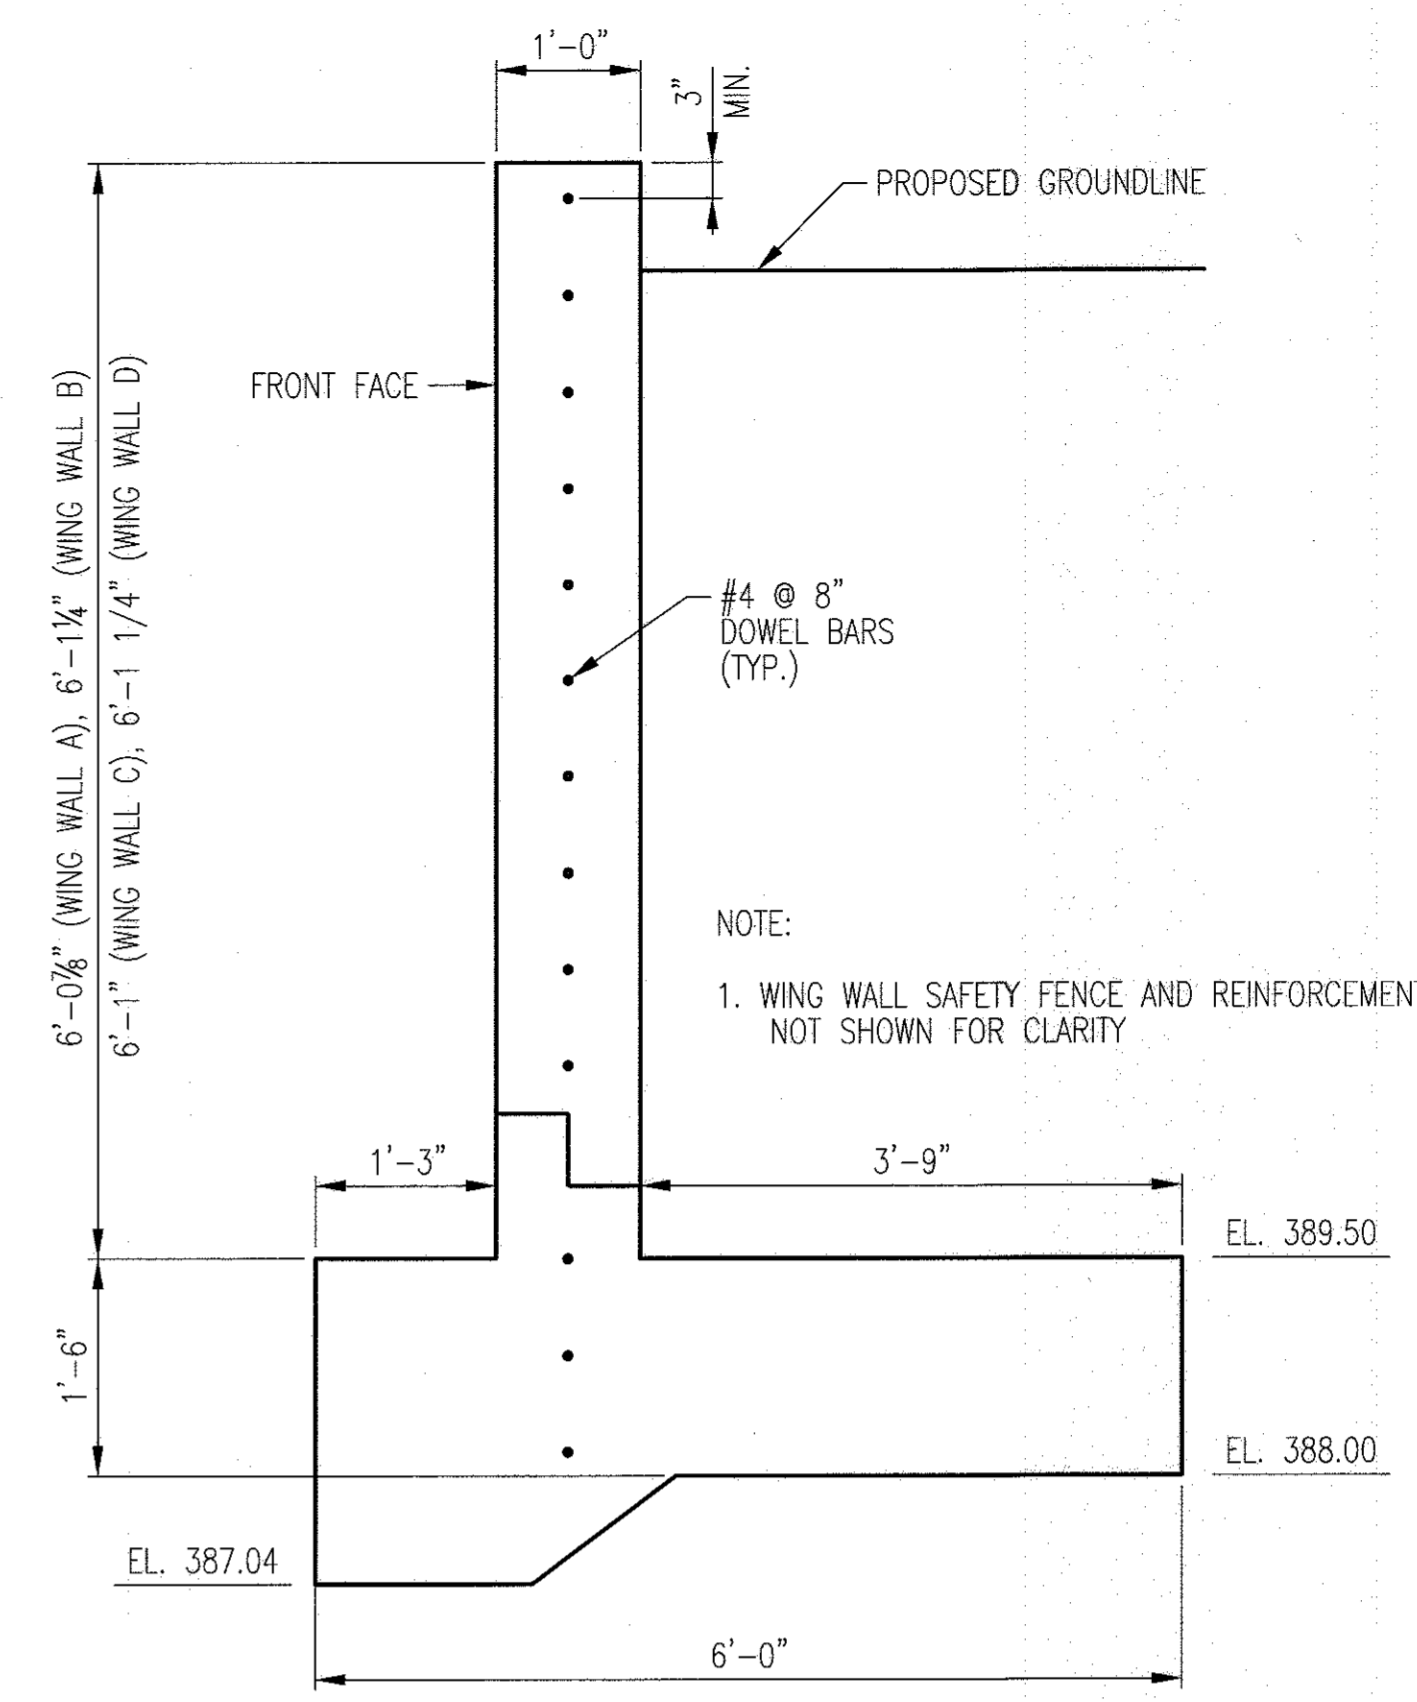 1'-0"
3"
MIN.
PROPOSED GROUNDLINE
FRONT FACE
6'-0⅞" (WING WALL A), 6'-1¼" (WING WALL B)
6'-1" (WING WALL C), 6'-1 1/4" (WING WALL D)
#4 @ 8"
DOWEL BARS
(TYP.)
NOTE:
1. WING WALL SAFETY FENCE AND REINFORCEMEN
NOT SHOWN FOR CLARITY
1'-3"
3'-9"
EL. 389.50
1'-6"
EL. 388.00
EL. 387.04
6'-0"